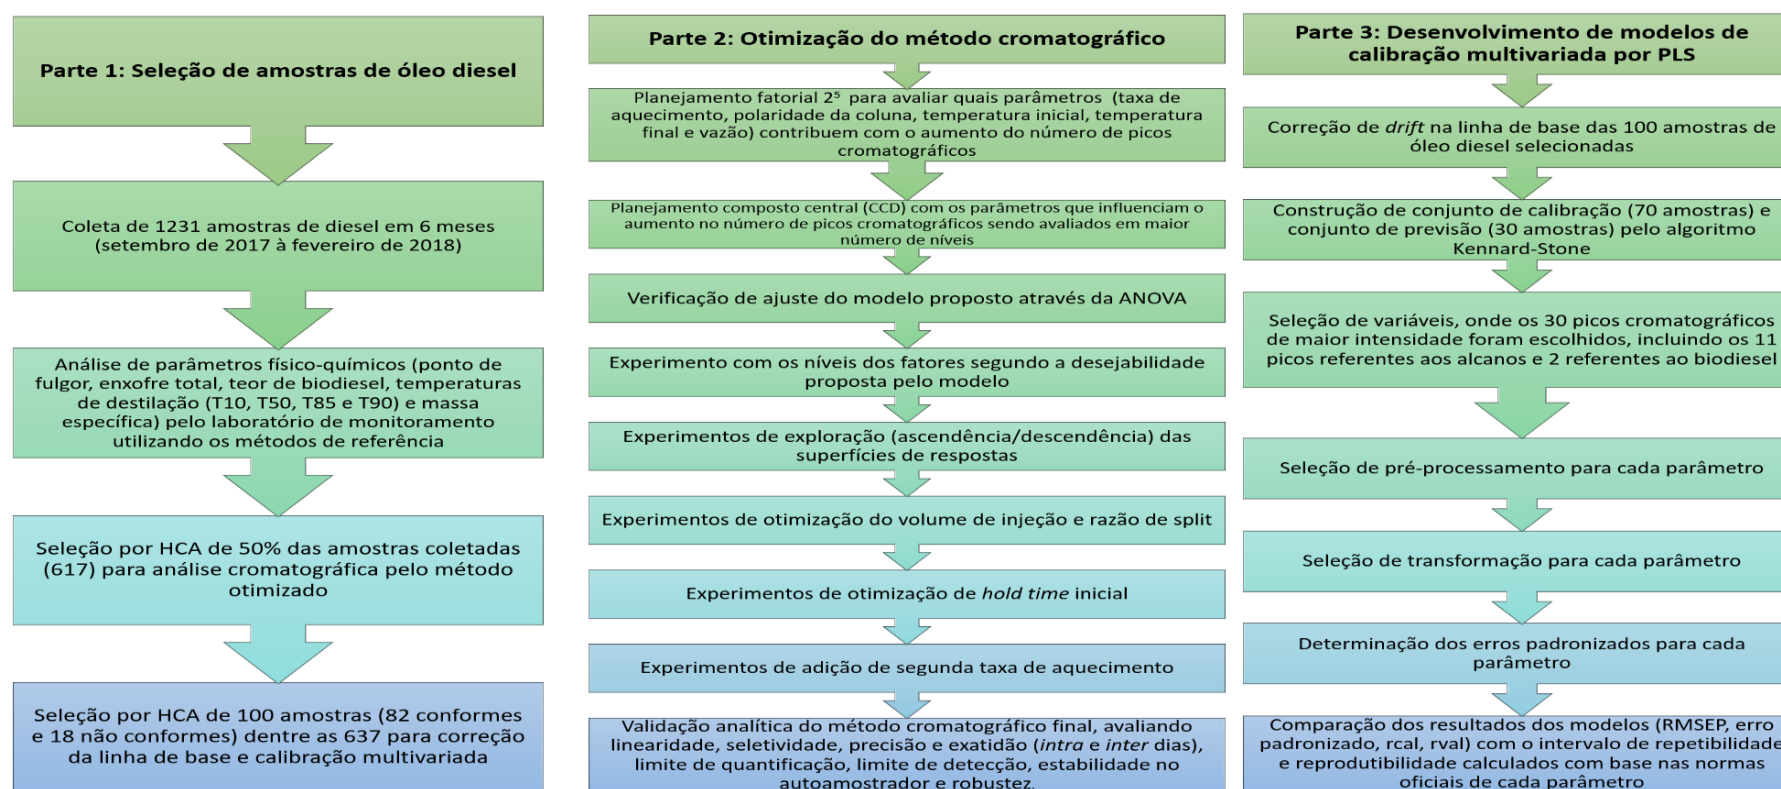 Parte 1: Seleção de amostras de óleo diesel
Coleta de 1231 amostras de diesel em 6 meses
(setembro de 2017 à fevereiro de 2018)
Análise de parâmetros físico-químicos (ponto de
fulgor, enxofre total, teor de biodiesel, temperaturas
de destilação (T10, T50, T85 e T90) e massa
específica) pelo laboratório de monitoramento
utilizando os métodos de referência
Seleção por HCA de 50% das amostras coletadas
(617) para análise cromatográfica pelo método
otimizado
Seleção por HCA de 100 amostras (82 conformes
e 18 não conformes) dentre as 637 para correção
da linha de base e calibração multivariada
Parte 2: Otimização do método cromatográfico
Planejamento fatorial 2⁵ para avaliar quais parâmetros (taxa de
aquecimento, polaridade da coluna, temperatura inicial, temperatura
final e vazão) contribuem com o aumento do número de picos
cromatográficos
Planejamento composto central (CCD) com os parâmetros que influenciam o
aumento no número de picos cromatográficos sendo avaliados em maior
número de níveis
Verificação de ajuste do modelo proposto através da ANOVA
Experimento com os níveis dos fatores segundo a desejabilidade
proposta pelo modelo
Experimentos de exploração (ascendência/descendência) das
superfícies de respostas
Experimentos de otimização do volume de injeção e razão de split
Experimentos de otimização de hold time inicial
Experimentos de adição de segunda taxa de aquecimento
Validação analítica do método cromatográfico final, avaliando
linearidade, seletividade, precisão e exatidão (intra e inter dias),
limite de quantificação, limite de detecção, estabilidade no
autoamostrador e robustez.
Parte 3: Desenvolvimento de modelos de
calibração multivariada por PLS
Correção de drift na linha de base das 100 amostras de
óleo diesel selecionadas
Construção de conjunto de calibração (70 amostras) e
conjunto de previsão (30 amostras) pelo algoritmo
Kennard-Stone
Seleção de variáveis, onde os 30 picos cromatográficos
de maior intensidade foram escolhidos, incluindo os 11
picos referentes aos alcanos e 2 referentes ao biodiesel
Seleção de pré-processamento para cada parâmetro
Seleção de transformação para cada parâmetro
Determinação dos erros padronizados para cada
parâmetro
Comparação dos resultados dos modelos (RMSEP, erro
padronizado, rcal, rval) com o intervalo de repetibilidade
e reprodutibilidade calculados com base nas normas
oficiais de cada parâmetro